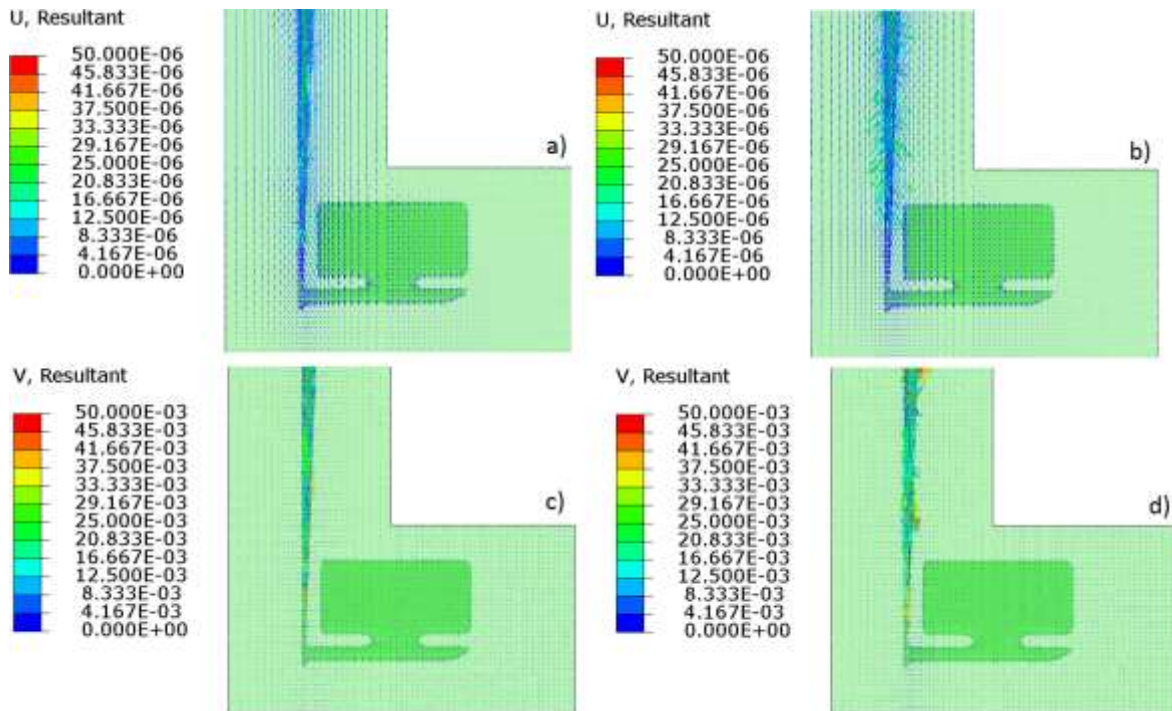 U, Resultant
50.000E-06
45.833E-06
41.667E-06
37.500E-06
33.333E-06
29.167E-06
25.000E-06
20.833E-06
16.667E-06
12.500E-06
8.333E-06
4.167E-06
0.000E+00
a)
U, Resultant
50.000E-06
45.833E-06
41.667E-06
37.500E-06
33.333E-06
29.167E-06
25.000E-06
20.833E-06
16.667E-06
12.500E-06
8.333E-06
4.167E-06
0.000E+00
b)
V, Resultant
50.000E-03
45.833E-03
41.667E-03
37.500E-03
33.333E-03
29.167E-03
25.000E-03
20.833E-03
16.667E-03
12.500E-03
8.333E-03
4.167E-03
0.000E+00
c)
V, Resultant
50.000E-03
45.833E-03
41.667E-03
37.500E-03
33.333E-03
29.167E-03
25.000E-03
20.833E-03
16.667E-03
12.500E-03
8.333E-03
4.167E-03
0.000E+00
d)